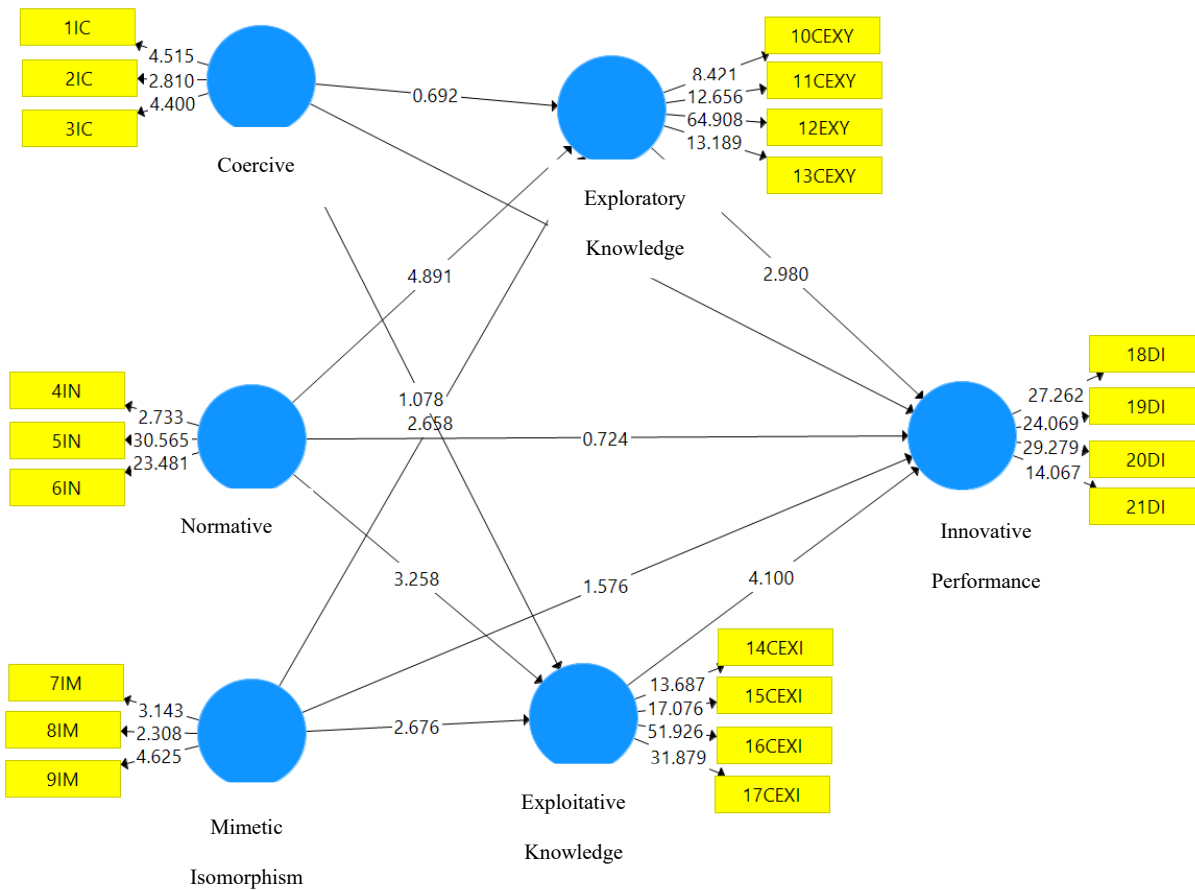 1IC
4.515
2IC
2.810
4.400
3IC
Coercive
0.692
10CEXY
8.421
11CEXY
12.656
64.908
12EXY
13.189
13CEXY
Exploratory
Knowledge
4.891
2.980
1.078
2.658
4IN
2.733
5IN
30.565
23.481
6IN
Normative
0.724
18DI
27.262
19DI
24.069
29.279
20DI
14.067
21DI
Innovative
Performance
3.258
1.576
4.100
7IM
3.143
8IM
2.308
4.625
9IM
Mimetic
Isomorphism
2.676
14CEXI
13.687
15CEXI
17.076
51.926
16CEXI
31.879
17CEXI
Exploitative
Knowledge